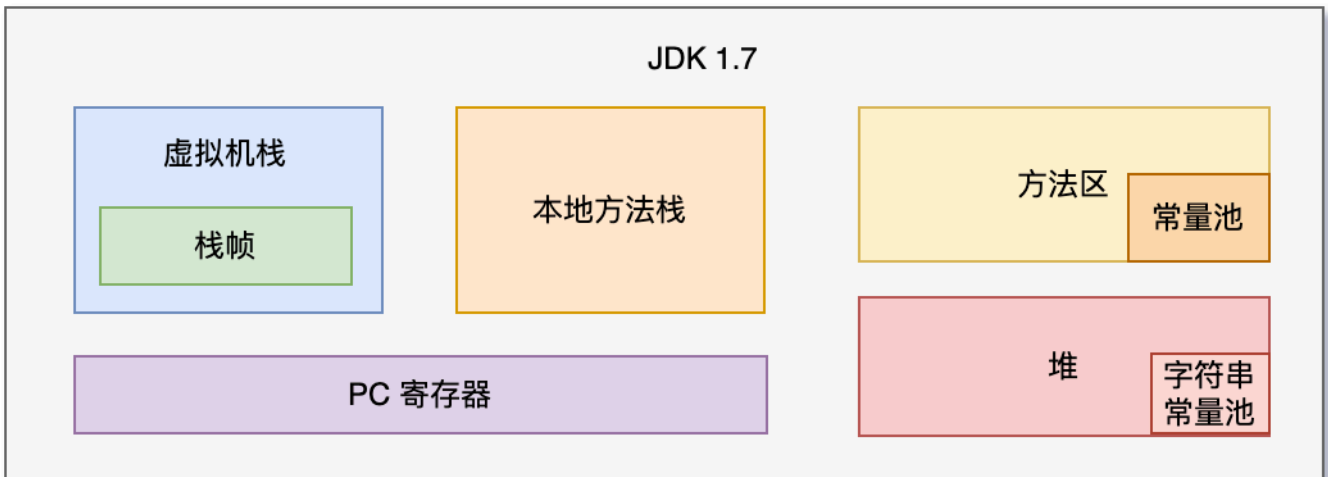 JDK 1.7
虚拟机栈
栈帧
本地方法栈
方法区
常量池
PC 寄存器
堆
字符串
常量池